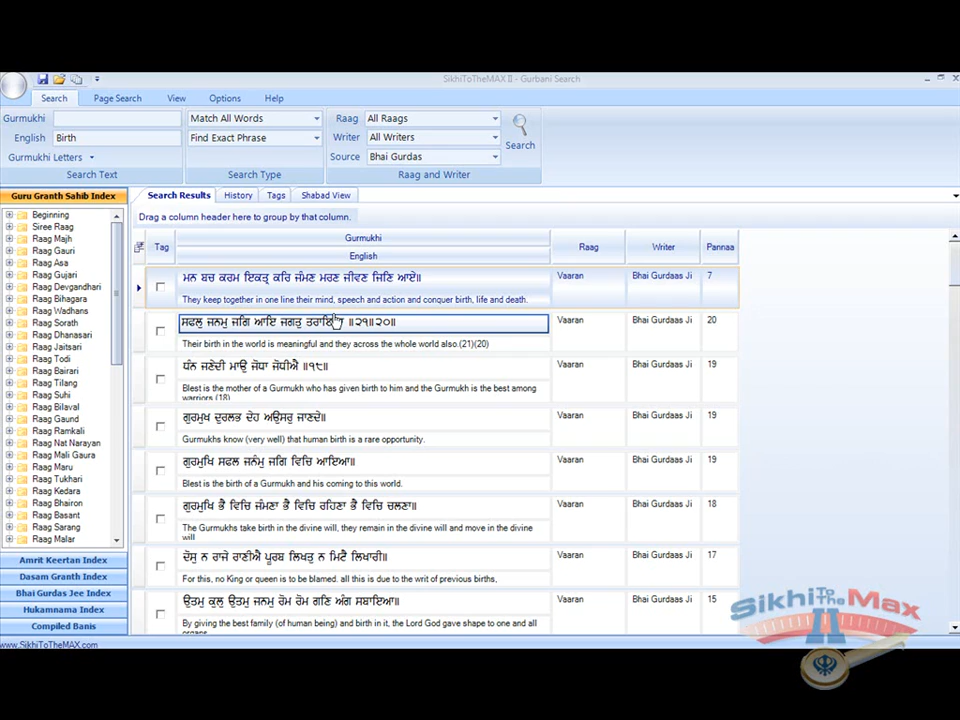 SikhiToTheMAX II - Gurbani Search
Search Page Search View Options Help
Gurmukhi Match All Words Raag All Raags
English Birth Find Exact Phrase Writer All Writers Search
Gurmukhi Letters Source Bhai Gurdas
Search Text Search Type Raag and Writer
Guru Granth Sahib Index
Beginning
Siree Raag
Raag Majh
Raag Gauri
Raag Asa
Raag Gujari
Raag Devgandhari
Raag Bihagara
Raag Wadhans
Raag Sorath
Raag Dhanasari
Raag Jaitsari
Raag Todi
Raag Bairari
Raag Tilang
Raag Suhi
Raag Bilaval
Raag Gaund
Raag Ramkali
Raag Nat Narayan
Raag Mali Gaura
Raag Maru
Raag Tukhari
Raag Kedara
Raag Bhairon
Raag Basant
Raag Sarang
Raag Malar
Amrit Keertan Index
Dasam Granth Index
Bhai Gurdas Jee Index
Hukamnama Index
Compiled Banis
Search Results History Tags Shabad View
Drag a column header here to group by that column.
Tag Gurmukhi Raag Writer Pannaa
English
ਮਨ ਬਚ ਕਰਮ ਇਕਤ੍ਰ ਕਰਿ ਜੰਮਣ ਮਰਣ ਜੀਵਣ ਜਿਣਿ ਆਏ॥ Vaaran Bhai Gurdaas Ji 7
They keep together in one line their mind, speech and action and conquer birth, life and death.
ਸਫਲੁ ਜਨਮੁ ਜਗਿ ਆਇ ਜਗਤੁ ॥੨੧॥੨੦॥ Vaaran Bhai Gurdaas Ji 20
Their birth in the world is meaningful and they across the whole world also.(21)(20)
ਧੰਨ ਜਣੇਦੀ ਮਾਉ ਜੋਧਾ ਜੋਧੀਐ ॥੧੮॥ Vaaran Bhai Gurdaas Ji 19
Blest is the mother of a Gurmukh who has given birth to him and the Gurmukh is the best among
warriors (18)
ਗੁਰਮੁਖ ਦੁਰਲਭ ਦੇਹ ਅਉਸਰੁ ਜਾਣਦੇ॥ Vaaran Bhai Gurdaas Ji 19
Gurmukhs know (very well) that human birth is a rare opportunity.
ਗੁਰਮੁਖਿ ਸਫਲ ਜਨੰਮੁ ਜਗਿ ਵਿਚਿ ਆਇਆ॥ Vaaran Bhai Gurdaas Ji 19
Blest is the birth of a Gurmukh and his coming to this world.
ਗੁਰਮੁਖਿ ਭੈ ਵਿਚਿ ਜੰਮਣਾ ਭੈ ਵਿਚਿ ਰਹਿਣਾ ਭੈ ਵਿਚਿ ਚਲਣਾ॥ Vaaran Bhai Gurdaas Ji 18
The Gurmukhs take birth in the divine will, they remain in the divine will and move in the divine
will.
ਦੋਸੁ ਨ ਰਾਜੇ ਰਾਣੀਐ ਪੂਰਬ ਲਿਖਤੁ ਨ ਮਿਟੈ ਲਿਖਾਰੀ॥ Vaaran Bhai Gurdaas Ji 17
For this, no King or queen is to be blamed. all this is due to the writ of previous births,
ਉਤਮੁ ਕੁਲੁ ਉਤਮੁ ਜਨਮੁ ਰੋਮ ਰੋਮ ਗਣਿ ਅੰਗ ਸਬਾਇਆ॥ Vaaran Bhai Gurdaas Ji 15
By giving the best family (of human being) and birth in it, the Lord God gave shape to one and all
organs.
www.SikhiToTheMAX.com
SikhiToTheMax
II